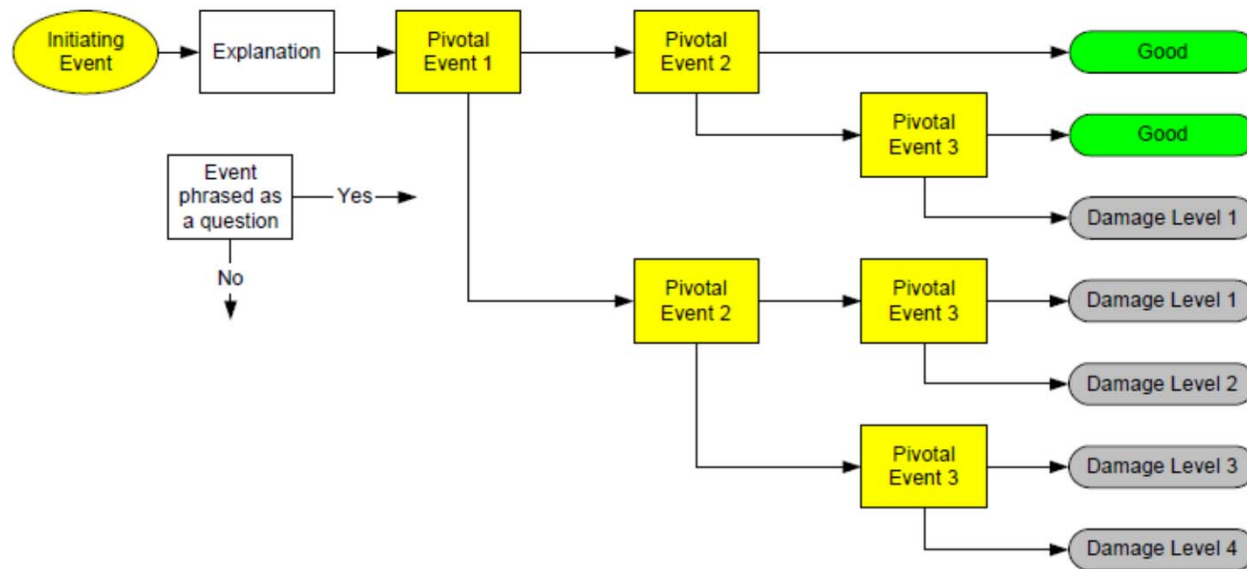 Initiating
Event
Explanation
Pivotal
Event 1
Pivotal
Event 2
Good
Pivotal
Event 3
Good
Damage Level 1
Event
phrased as
a question
Yes
No
Pivotal
Event 2
Pivotal
Event 3
Damage Level 1
Damage Level 2
Pivotal
Event 3
Damage Level 3
Damage Level 4